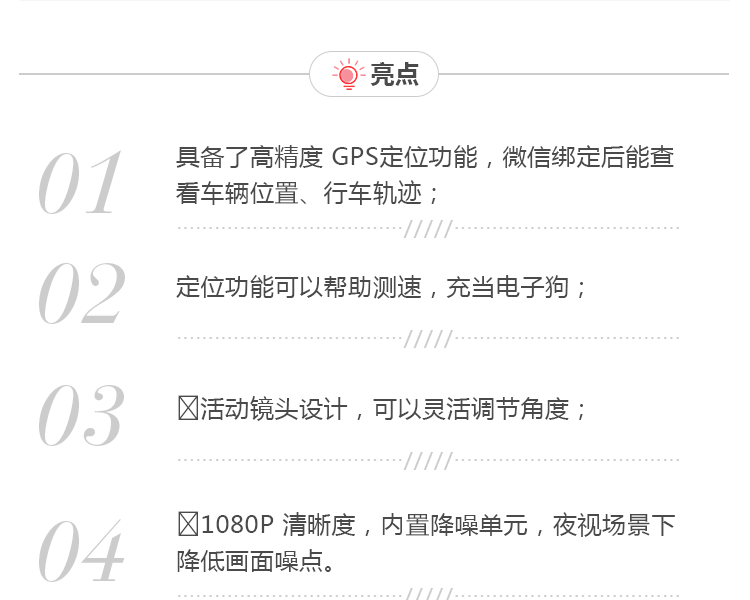 亮点
01
具备了高精度 GPS定位功能，微信绑定后能查
看车辆位置、行车轨迹；
02
定位功能可以帮助测速，充当电子狗；
03
活动镜头设计，可以灵活调节角度；
04
1080P 清晰度，内置降噪单元，夜视场景下
降低画面噪点。